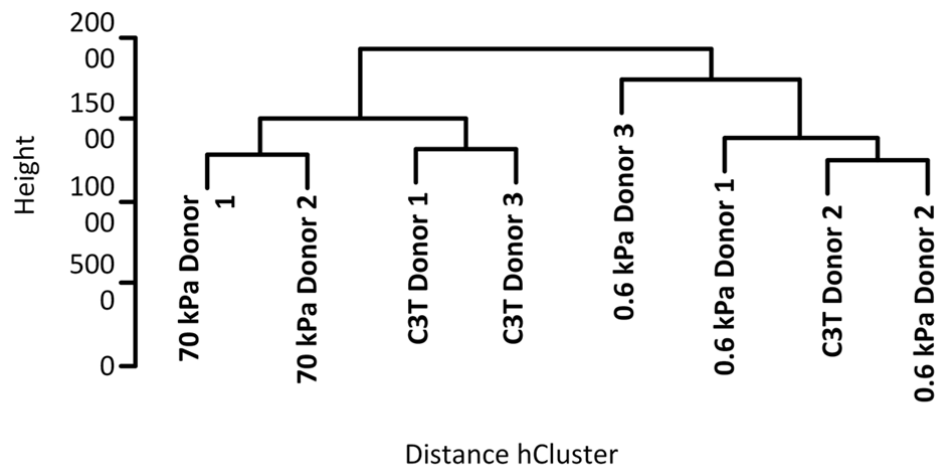 200
00
150
00
100
00
500
0
0
Height
70 kPa Donor
1
70 kPa Donor 2
C3T Donor 1
C3T Donor 3
0.6 kPa Donor 3
0.6 kPa Donor 1
C3T Donor 2
0.6 kPa Donor 2
Distance hCluster